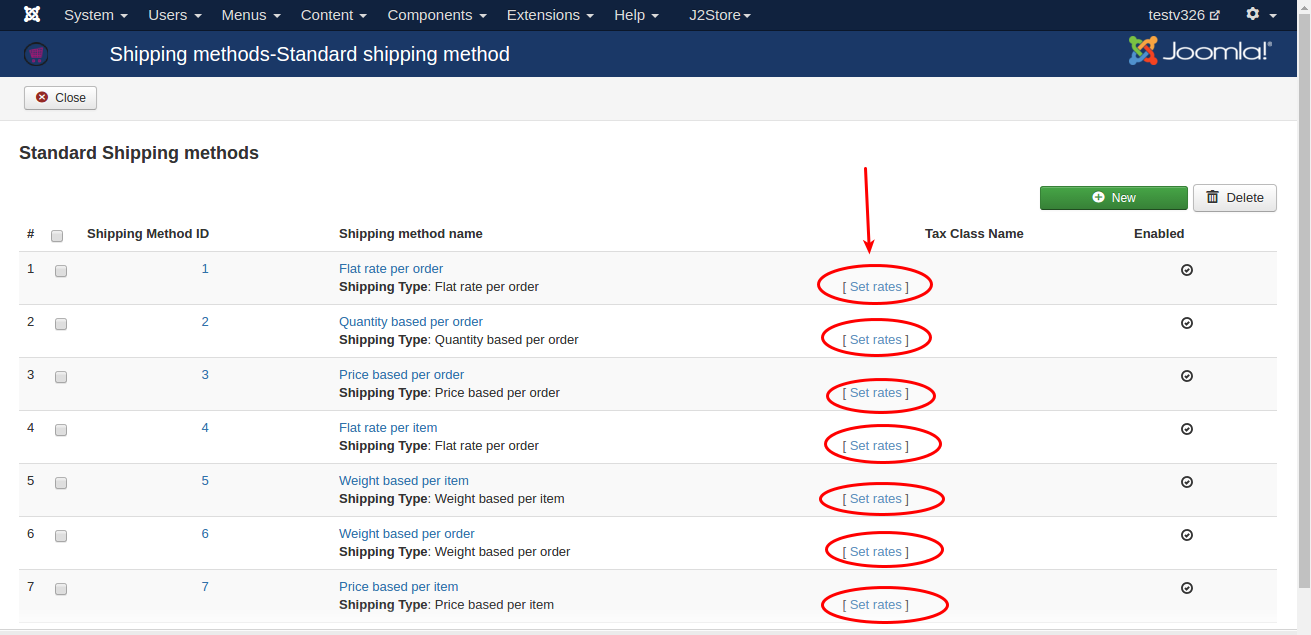 System Users Menus Content Components Extensions Help J2Store testv326
Shipping methods-Standard shipping method Joomla!®
Close
Standard Shipping methods
New Delete
# Shipping Method ID Shipping method name Tax Class Name Enabled
1 1 Flat rate per order
Shipping Type: Flat rate per order [ Set rates ]
2 2 Quantity based per order
Shipping Type: Quantity based per order [ Set rates ]
3 3 Price based per order
Shipping Type: Price based per order [ Set rates ]
4 4 Flat rate per item
Shipping Type: Flat rate per order [ Set rates ]
5 5 Weight based per item
Shipping Type: Weight based per item [ Set rates ]
6 6 Weight based per order
Shipping Type: Weight based per order [ Set rates ]
7 7 Price based per item
Shipping Type: Price based per item [ Set rates ]